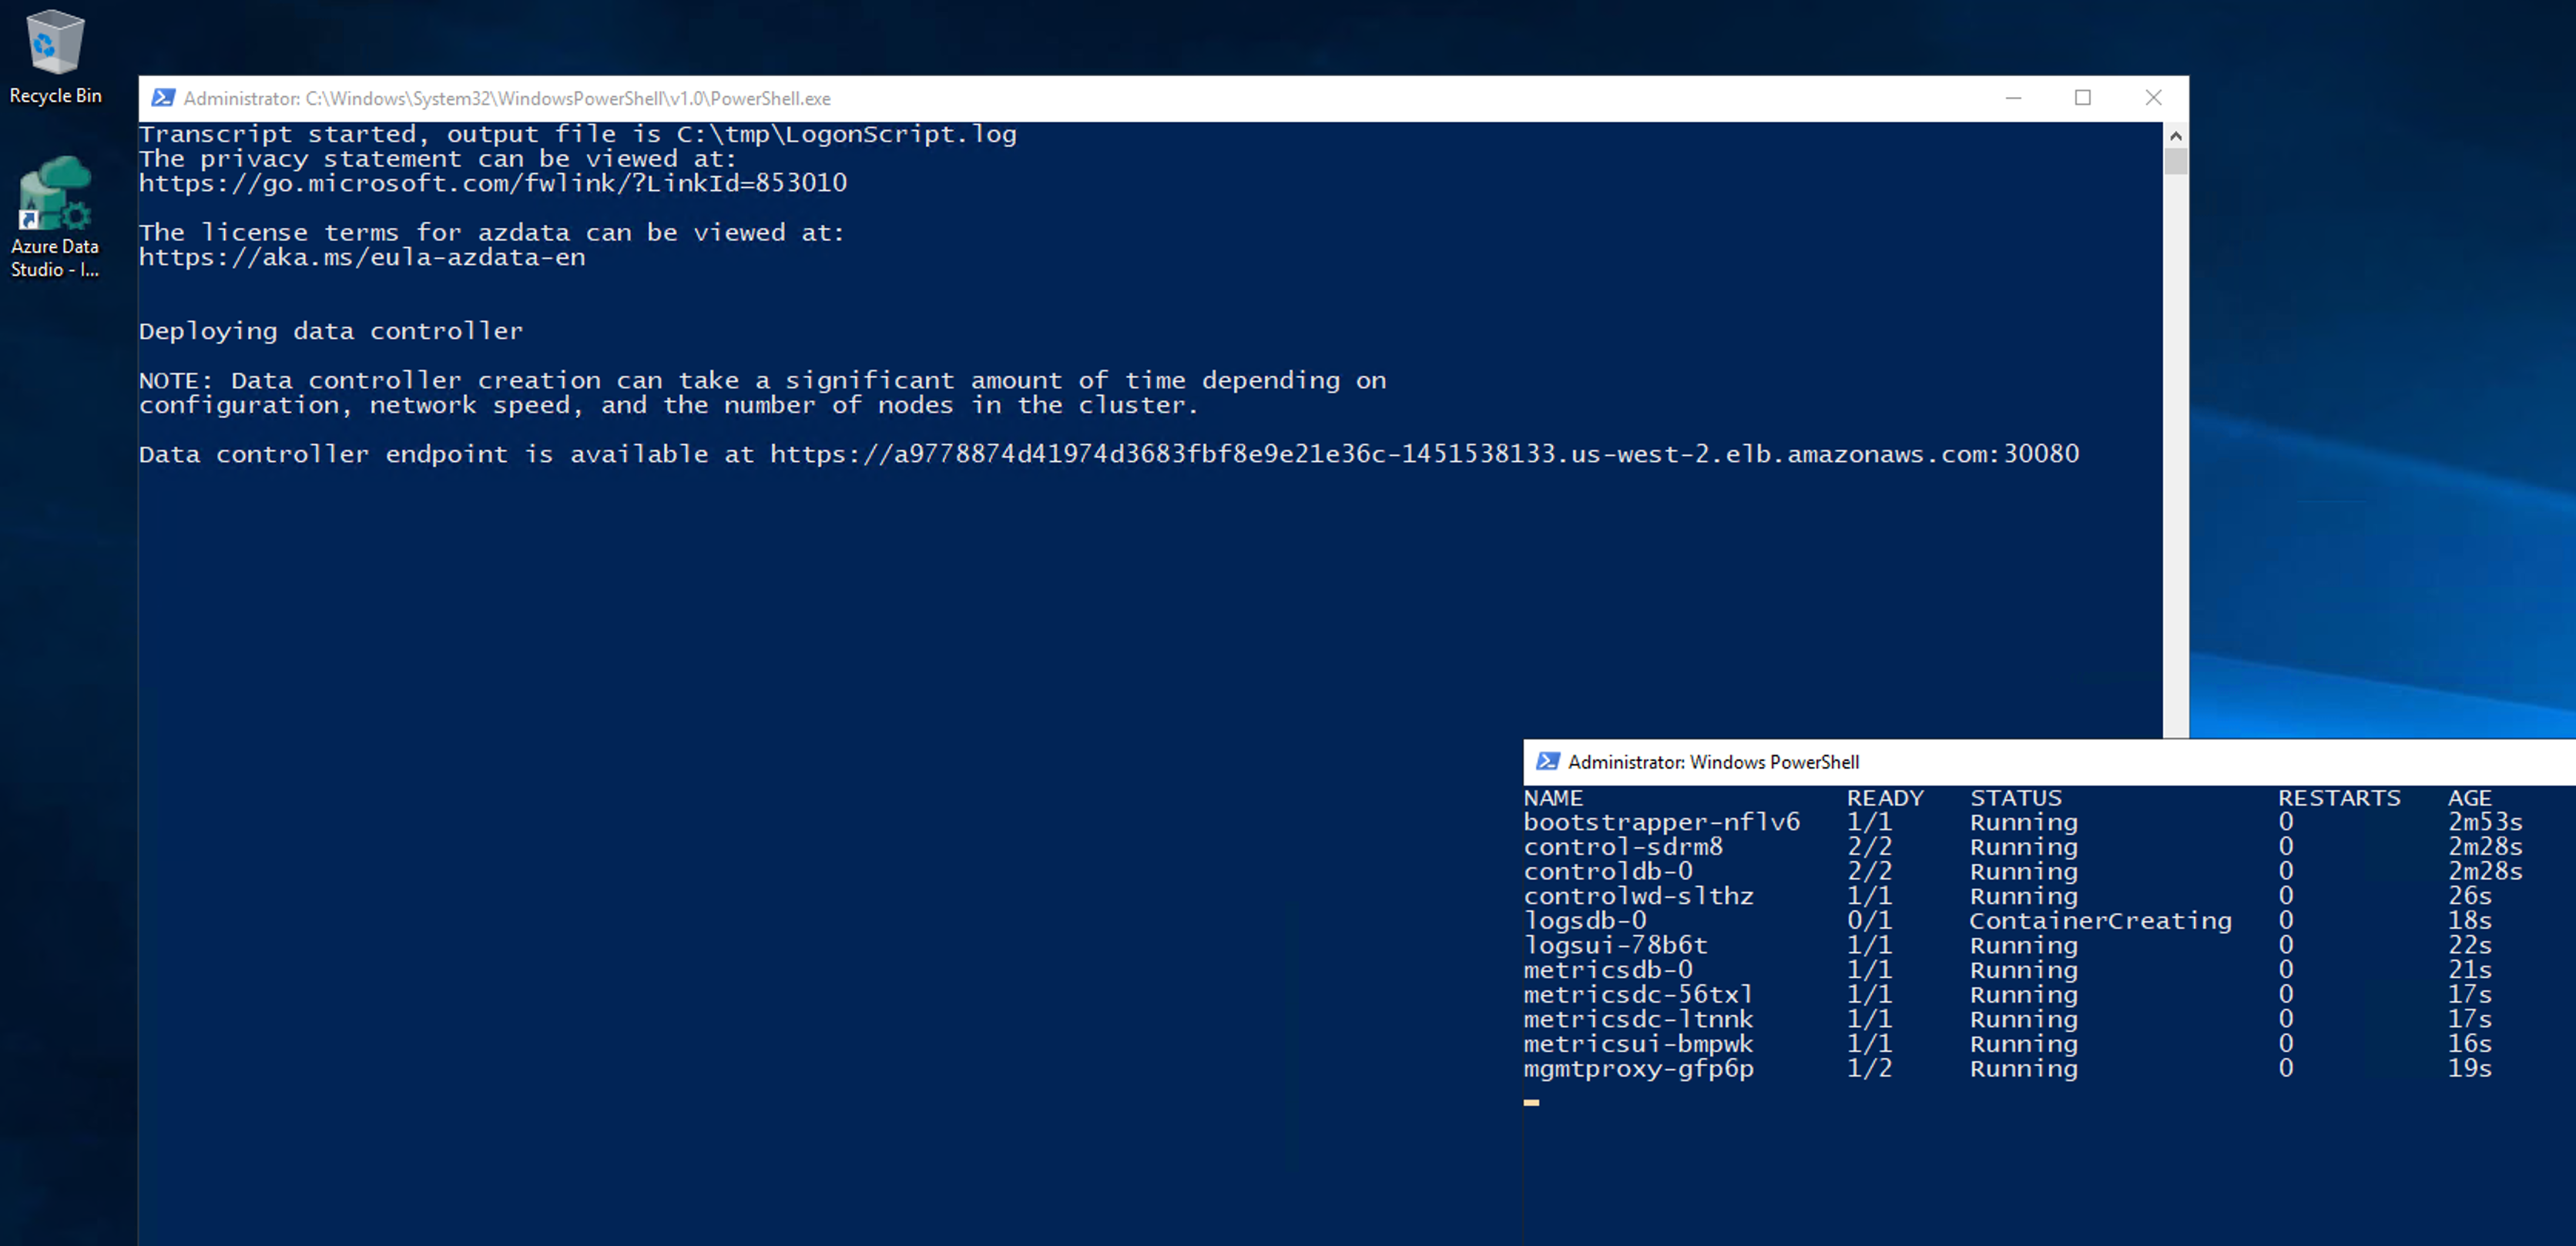 Recycle Bin
Azure Data
Studio - I...
Administrator: C:\Windows\System32\WindowsPowerShell\v1.0\PowerShell.exe
Transcript started, output file is C:\tmp\LogonScript.log
The privacy statement can be viewed at:
https://go.microsoft.com/fwlink/?LinkId=853010
The license terms for azdata can be viewed at:
https://aka.ms/eula-azdata-en
Deploying data controller
NOTE: Data controller creation can take a significant amount of time depending on
configuration, network speed, and the number of nodes in the cluster.
Data controller endpoint is available at https://a9778874d41974d3683fbf8e9e21e36c-1451538133.us-west-2.elb.amazonaws.com:30080
Administrator: Windows PowerShell
NAME READY STATUS RESTARTS AGE
bootstrapper-nflv6 1/1 Running 0 2m53s
control-sdrm8 2/2 Running 0 2m28s
controldb-0 2/2 Running 0 2m28s
controlwd-slthz 1/1 Running 0 26s
logsdb-0 0/1 ContainerCreating 0 18s
logsui-78b6t 1/1 Running 0 22s
metricsdb-0 1/1 Running 0 21s
metricsdc-56txl 1/1 Running 0 17s
metricsdc-ltnnk 1/1 Running 0 17s
metricsui-bmpwk 1/1 Running 0 16s
mgmtproxy-gfp6p 1/2 Running 0 19s